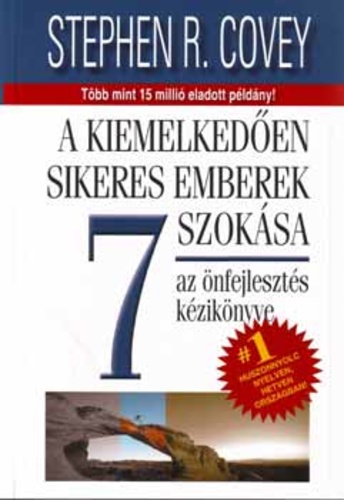 STEPHEN R. COVEY
Több mint 15 millió eladott példány!
A KIEMELKEDŐEN
SIKERES EMBEREK
7 SZOKÁSA
az önfejlesztés
kézikönyve
#1
HUSZONNYOLC
NYELVEN,
HETVEN
ORSZÁGBAN!